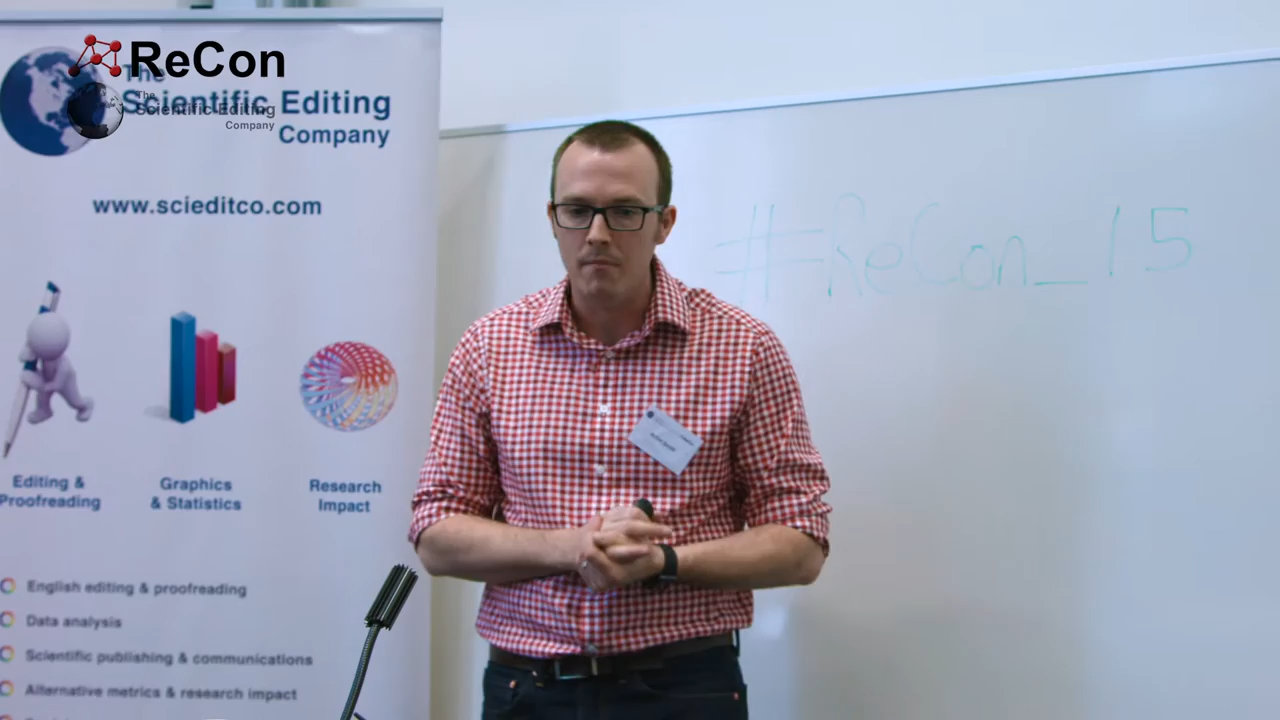 ReCon
The
Scientific Editing
Company
The
Scientific Editing
Company
www.scieditco.com
Editing &
Proofreading
Graphics
& Statistics
Research
Impact
English editing & proofreading
Data analysis
Scientific publishing & communications
Alternative metrics & research impact
#ReCon_15